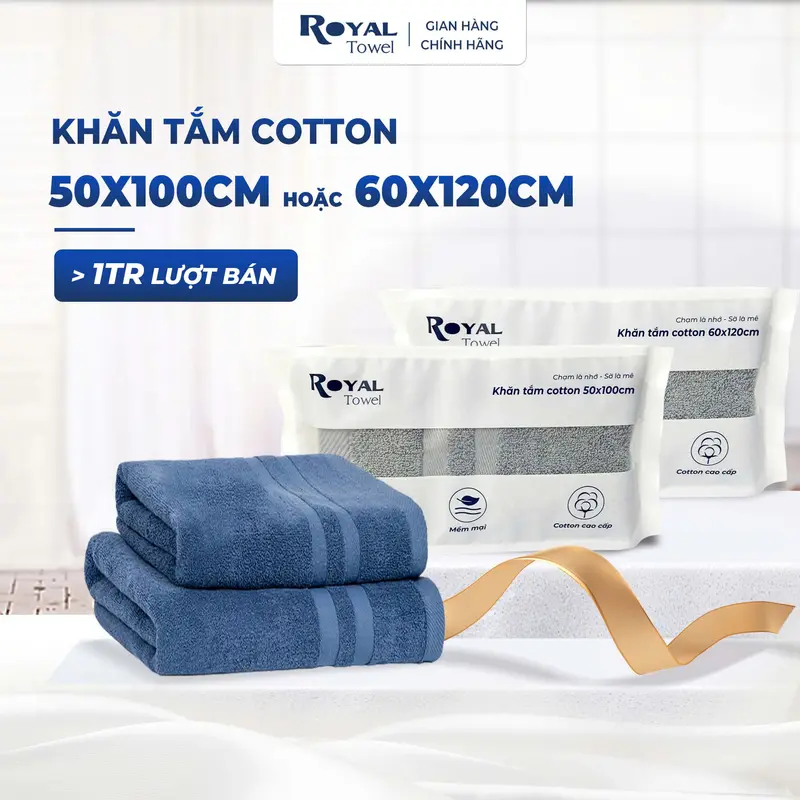 ROYAL
Towel
GIAN HÀNG
CHÍNH HÃNG
KHĂN TẮM COTTON
50X100CM HOẶC 60X120CM
> 1TR LƯỢT BÁN
ROYAL
Towel
Chạm là nhớ - Sờ là mê
Khăn tắm cotton 60x120cm
Cotton cao cấp
ROYAL
Towel
Chạm là nhớ - Sờ là mê
Khăn tắm cotton 50x100cm
Mềm mại
Cotton cao cấp